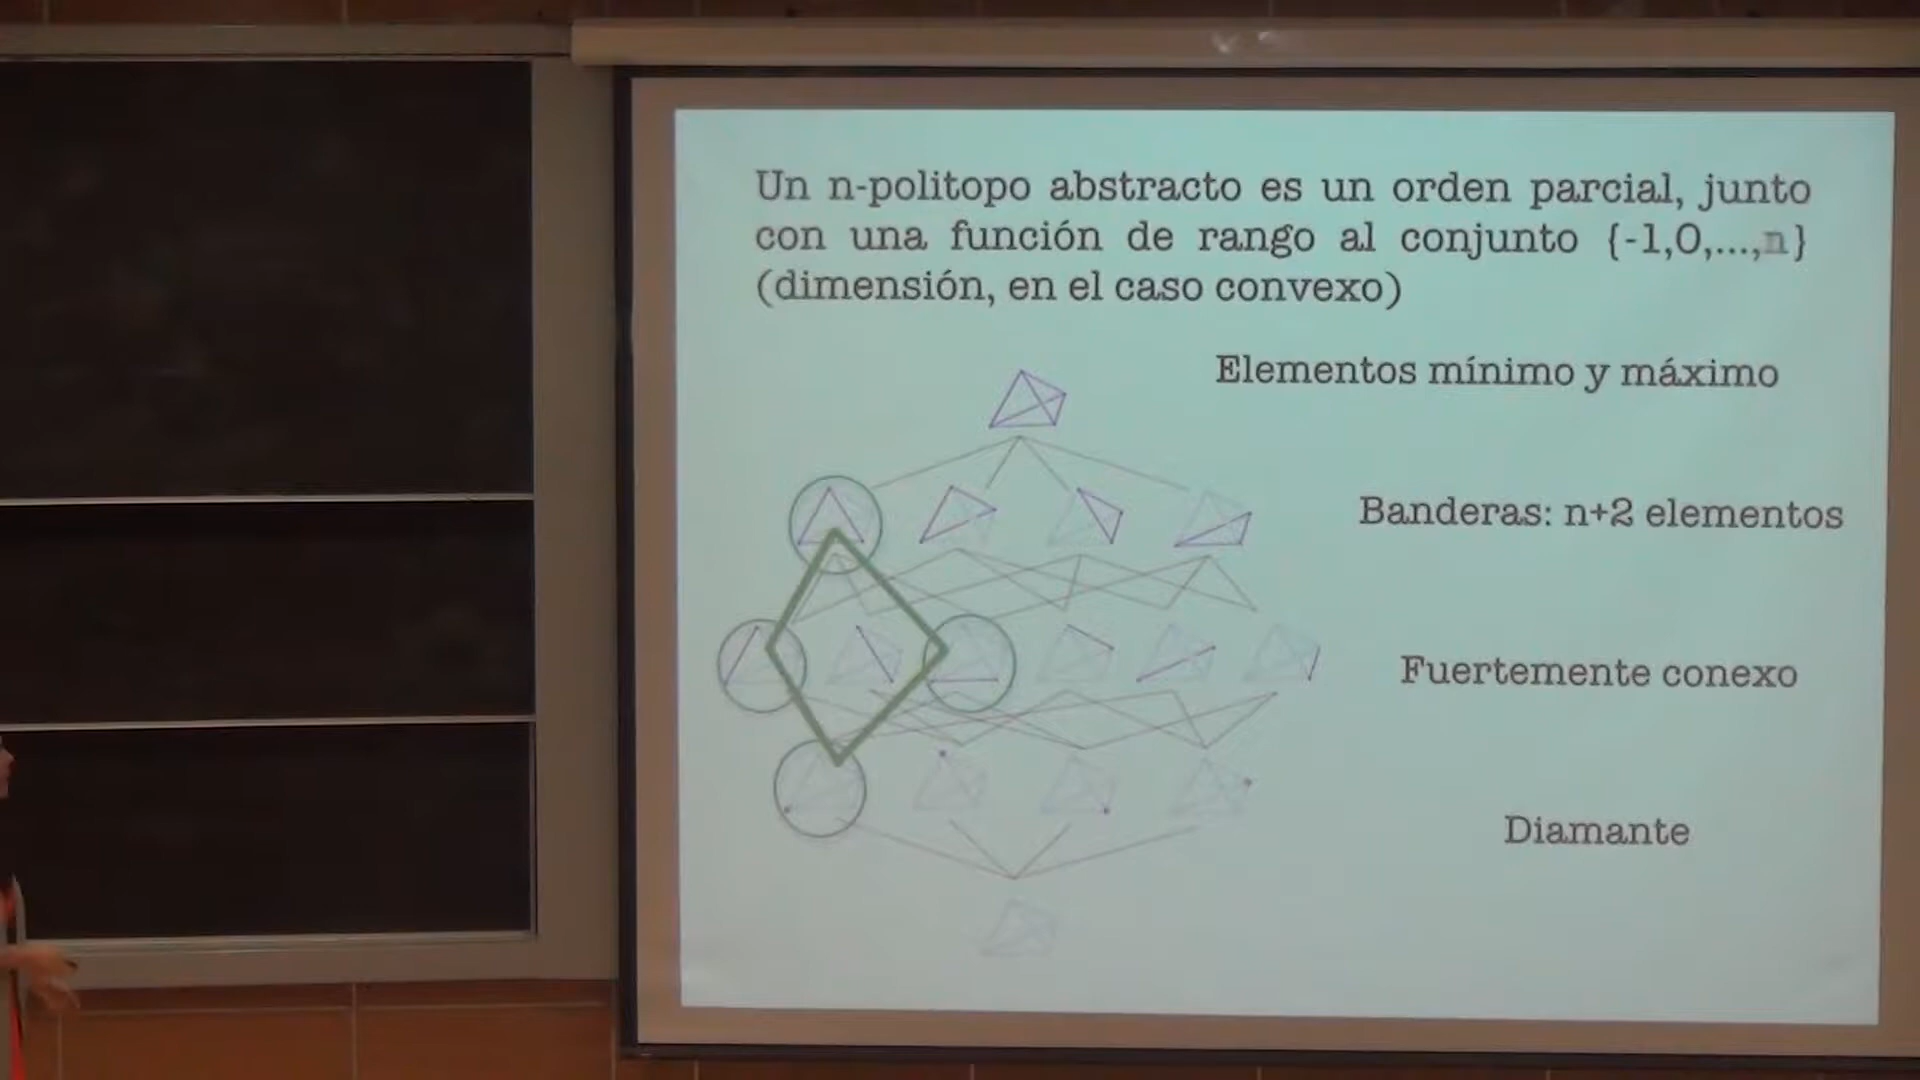 Un n-politopo abstracto es un orden parcial, junto
con una función de rango al conjunto {-1,0,...,n}
(dimensión, en el caso convexo)
Elementos mínimo y máximo
Banderas: n+2 elementos
Fuertemente conexo
Diamante